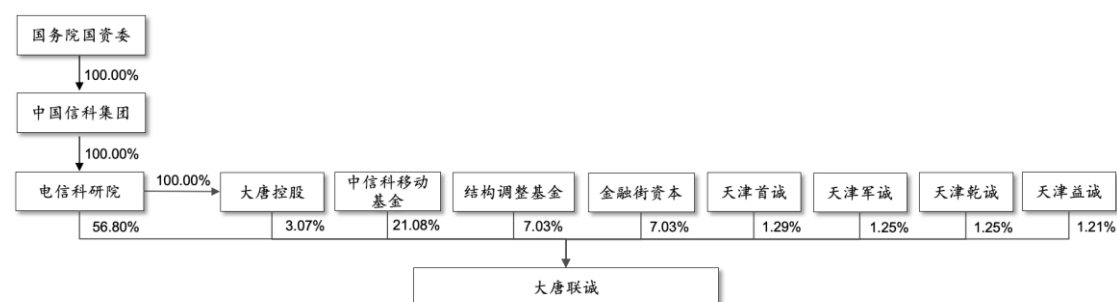 国务院国资委
100.00%
中国信科集团
100.00%
电信科研院
100.00%
大唐控股
中信科移动
基金
结构调整基金
金融街资本
天津首诚
天津军诚
天津乾诚
天津益诚
56.80%
3.07%
21.08%
7.03%
7.03%
1.29%
1.25%
1.25%
1.21%
大唐联诚